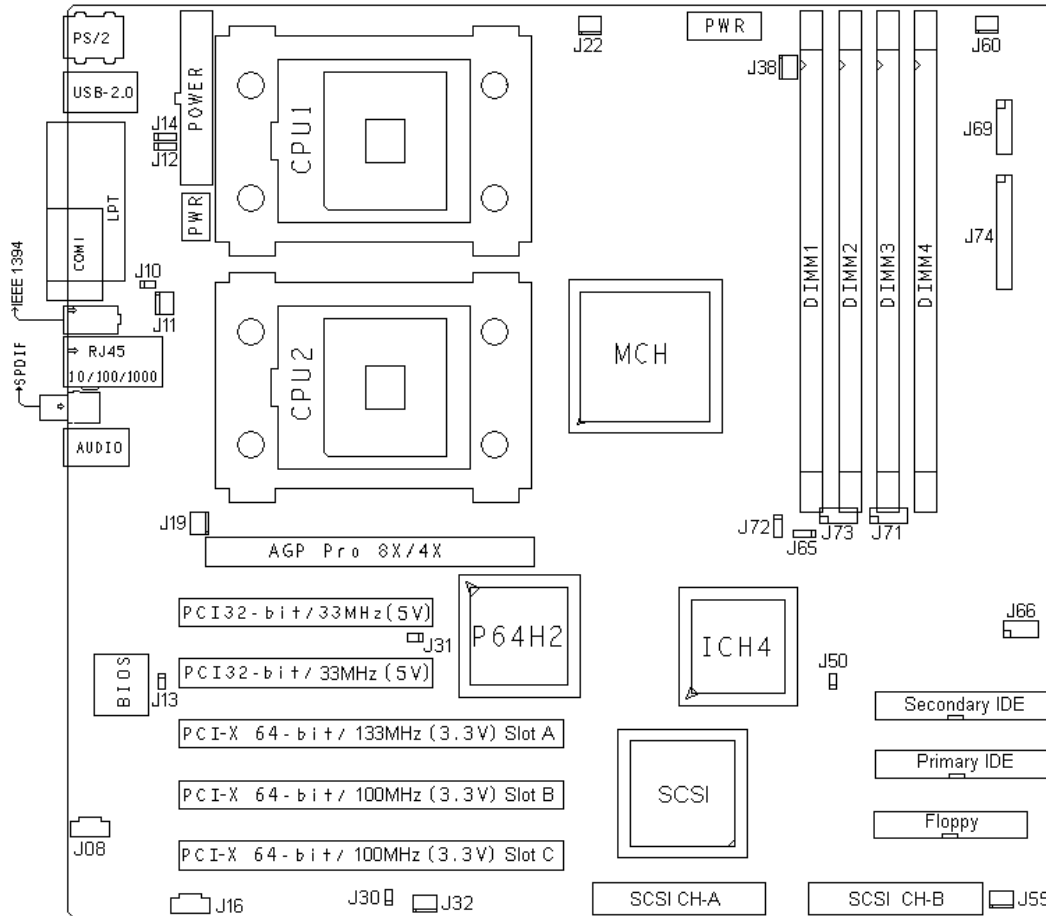 PS/2
USB-2.0
POWER
PWR
J14
J12
LPT
COM1
IEEE 1394
J10
J11
RJ45
10/100/1000
SPDIF
AUDIO
CPU1
CPU2
J22
PWR
J38
J60
J69
J74
DIMM1
DIMM2
DIMM3
DIMM4
MCH
J19
AGP Pro 8X/4X
J72
J65
J73
J71
PCI32-bit/33MHz(5V)
J31
P64H2
ICH4
J66
J50
BIOS
J13
PCI32-bit/33MHz (5V)
PCI-X 64-bit/ 133MHz (3.3V) Slot A
PCI-X 64-bit/ 100MHz (3.3V) Slot B
PCI-X 64-bit/ 100MHz (3.3V) Slot C
SCSI
Secondary IDE
Primary IDE
Floppy
J08
J16
J30
J32
SCSI CH-A
SCSI CH-B
J55